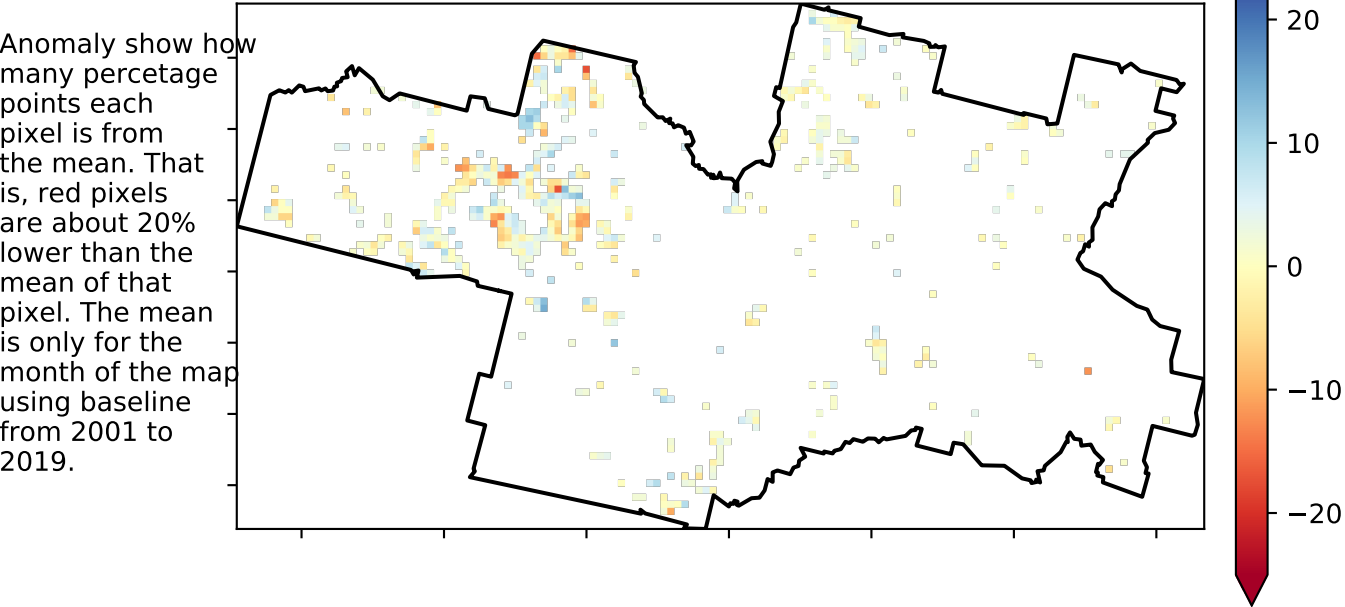 Anomaly show how
many percetage
points each
pixel is from
the mean. That
is, red pixels
are about 20%
lower than the
mean of that
pixel. The mean
is only for the
month of the map
using baseline
from 2001 to
2019.
20
10
0
−10
−20